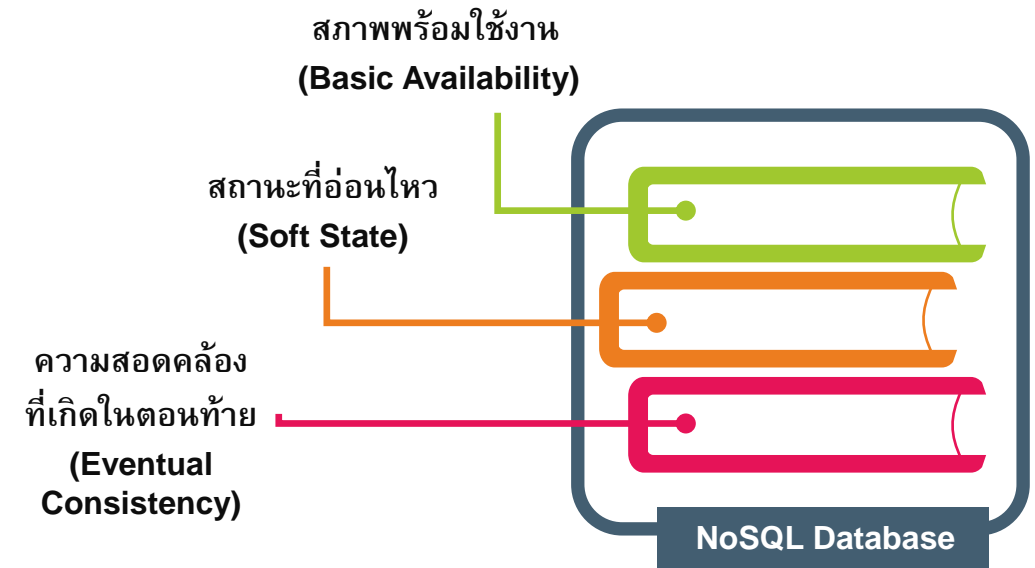 สภาพพร้อมใช้งาน
(Basic Availability)
สถานะที่อ่อนไหว
(Soft State)
ความสอดคล้อง
ที่เกิดในตอนท้าย
(Eventual
Consistency)
NoSQL Database